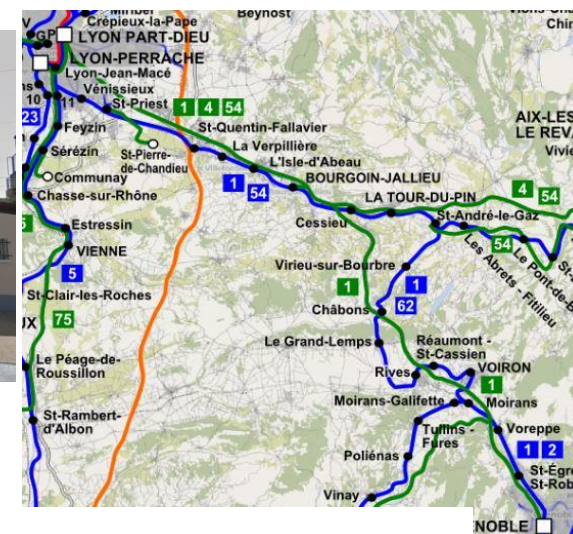 Miribel
Beynost
Crépieux-la-Pape
GP
LYON PART-DIEU
LYON-PERRACHE
Lyon-Jean-Macé
Vénissieux
10
11
St-Priest
1 4 54
23
Feyzin
St-Quentin-Fallavier
La Verpillière
St-Pierre-
de-Chandieu
L'Isle-d'Abeau
Sérézin
Communay
1
54
BOURGOIN-JALLIEU
AIX-LES
LE REVA
Chasse-sur-Rhône
LA TOUR-DU-PIN
4 54
Cessieu
St-André-le-Gaz
54
Estressin
VIENNE
5
Virieu-sur-Bourbre
1
Les Abrets - Fitilieu
Le Pont-de-B
St-Clair-les-Roches
75
1
62
Châbons
Le Grand-Lemps
Réaumont -
St-Cassien
VOIRON
Le Péage-de-
Roussillon
Rives
1
Moirans-Galifette
Moirans
St-Rambert-
d'Albon
Tullins -
Fures
Voreppe
Poliénas
1 2
St-Égr
St-Rob
Vinay
ENOBLE